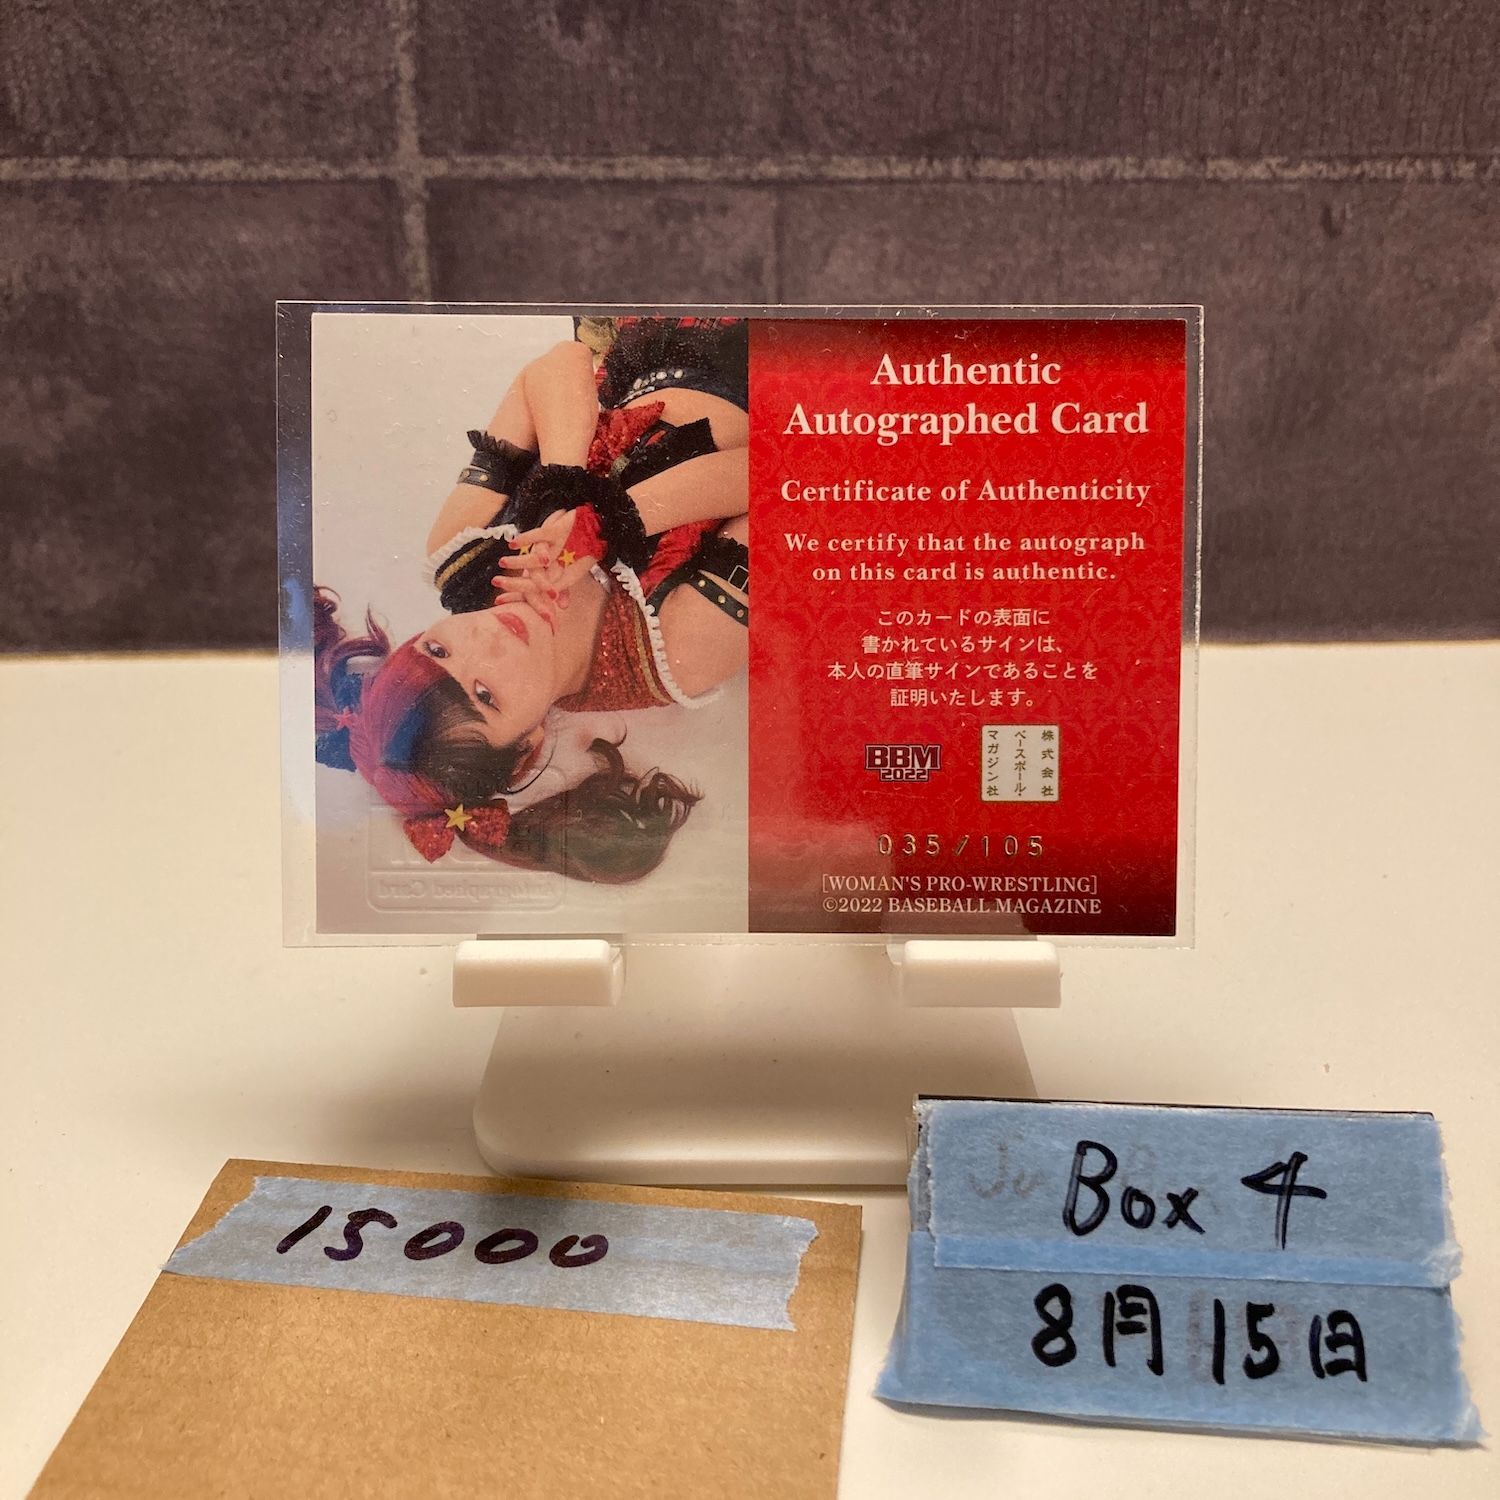 Authentic
Autographed Card
Certificate of Authenticity
We certify that the autograph
on this card is authentic.
このカードの表面に
書かれているサインは、
本人の直筆サインであることを
証明いたします。
BBM
2022
株式会社
ベースボール・
マガジン社
035/105
[WOMAN'S PRO-WRESTLING]
©2022 BASEBALL MAGAZINE
Autographed Card
15000
Box 4
8月15日